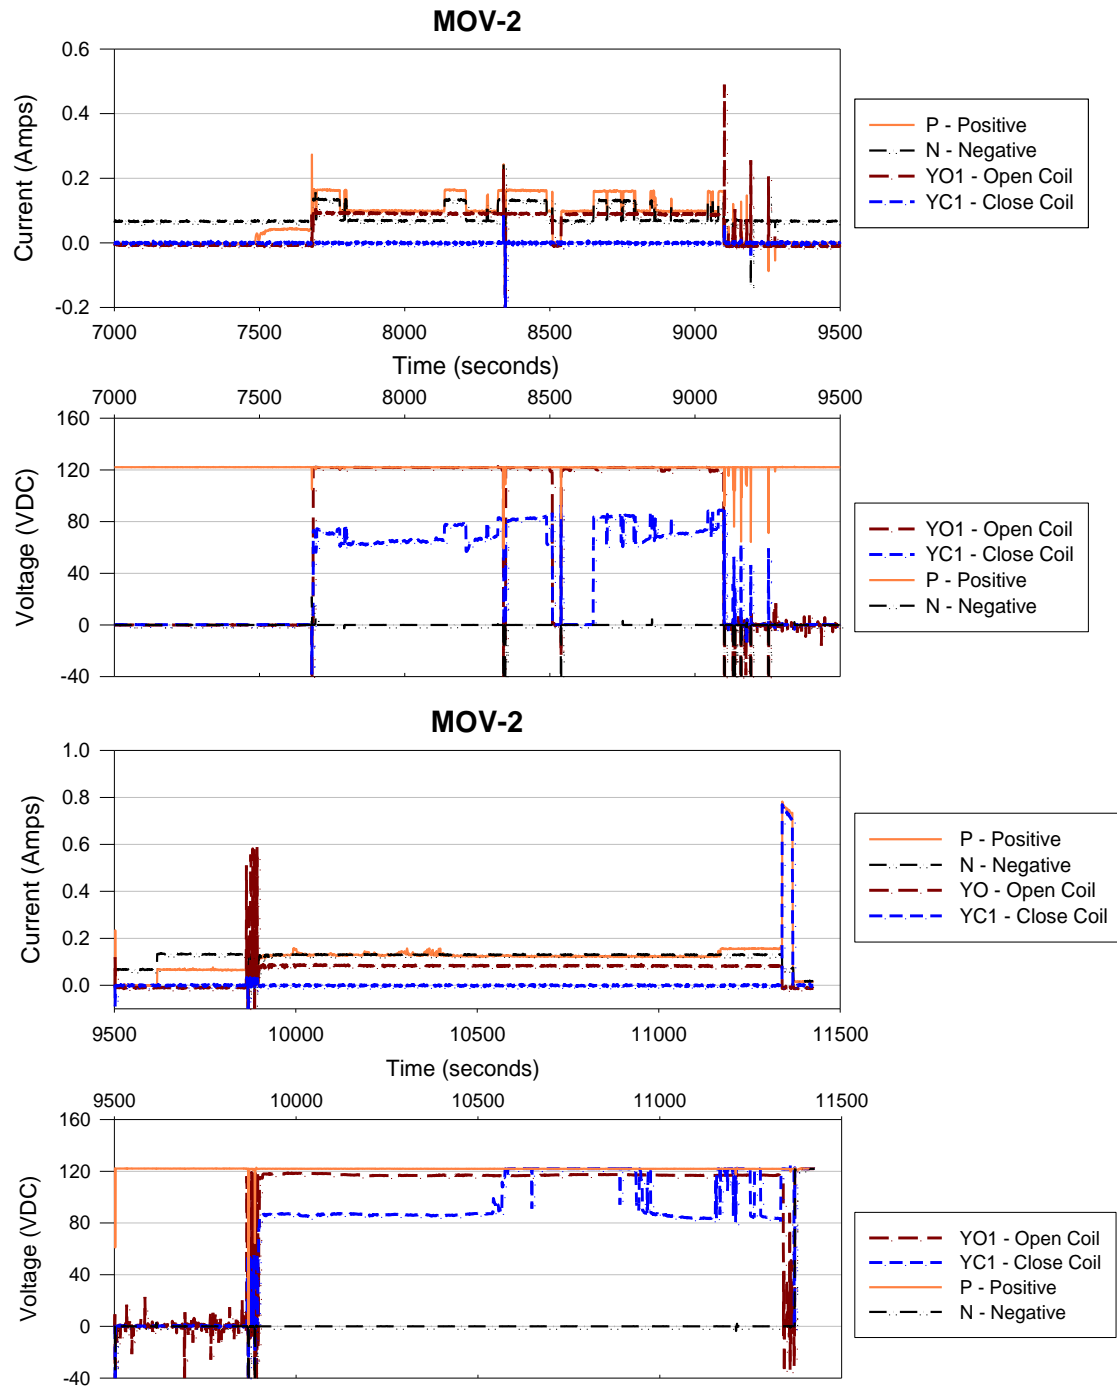 MOV-2
0.6
0.4
0.2
0.0
-0.2
Current (Amps)
7000 7500 8000 8500 9000 9500
Time (seconds)
P - Positive
N - Negative
YO1 - Open Coil
YC1 - Close Coil
7000 7500 8000 8500 9000 9500
160
120
80
40
0
-40
Voltage (VDC)
YO1 - Open Coil
YC1 - Close Coil
P - Positive
N - Negative
MOV-2
1.0
0.8
0.6
0.4
0.2
0.0
Current (Amps)
9500 10000 10500 11000 11500
Time (seconds)
P - Positive
N - Negative
YO - Open Coil
YC1 - Close Coil
9500 10000 10500 11000 11500
160
120
80
40
0
-40
Voltage (VDC)
YO1 - Open Coil
YC1 - Close Coil
P - Positive
N - Negative